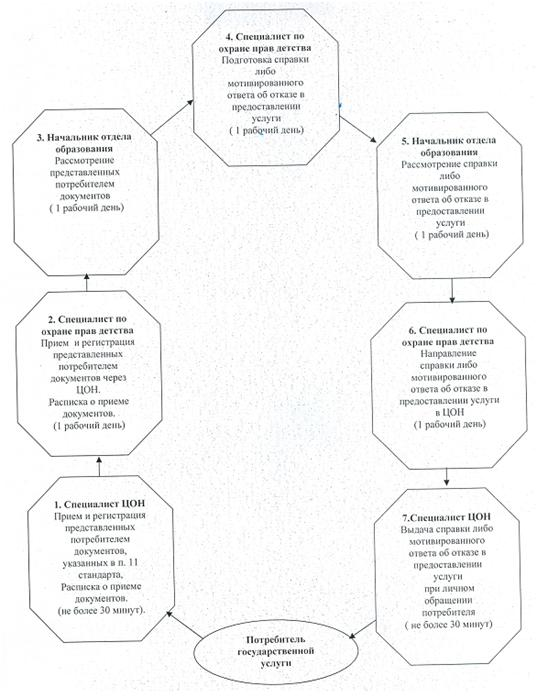 4. Специалист по
охране прав детства
Подготовка справки
либо
мотивированного
ответа об отказе в
предоставлении
услуги
( 1 рабочий день)
3. Начальник отдела
образования
Рассмотрение
представленных
потребителем
документов
( 1 рабочий день)
5. Начальник отдела
образования
Рассмотрение справки
либо
мотивированного
ответа об отказе в
предоставлении
услуги
( 1 рабочий день)
2. Специалист по
охране прав детства
Прием и регистрация
представленных
потребителем
документов через
ЦОН.
Расписка о приеме
документов.
(1 рабочий день)
6. Специалист по
охране прав детства
Направление
справки либо
мотивированного
ответа об отказе в
предоставлении услуги
в ЦОН
(1 рабочий день)
1. Специалист ЦОН
Прием и регистрация
представленных
потребителем
документов,
указанных в п. 11
стандарта,
Расписка о приеме
документов.
(не более 30 минут).
7.Специалист ЦОН
Выдача справки либо
мотивированного
ответа об отказе в
предоставлении
услуги
при личном
обращении
потребителя
( не более 30 минут)
Потребитель
государственной
услуги